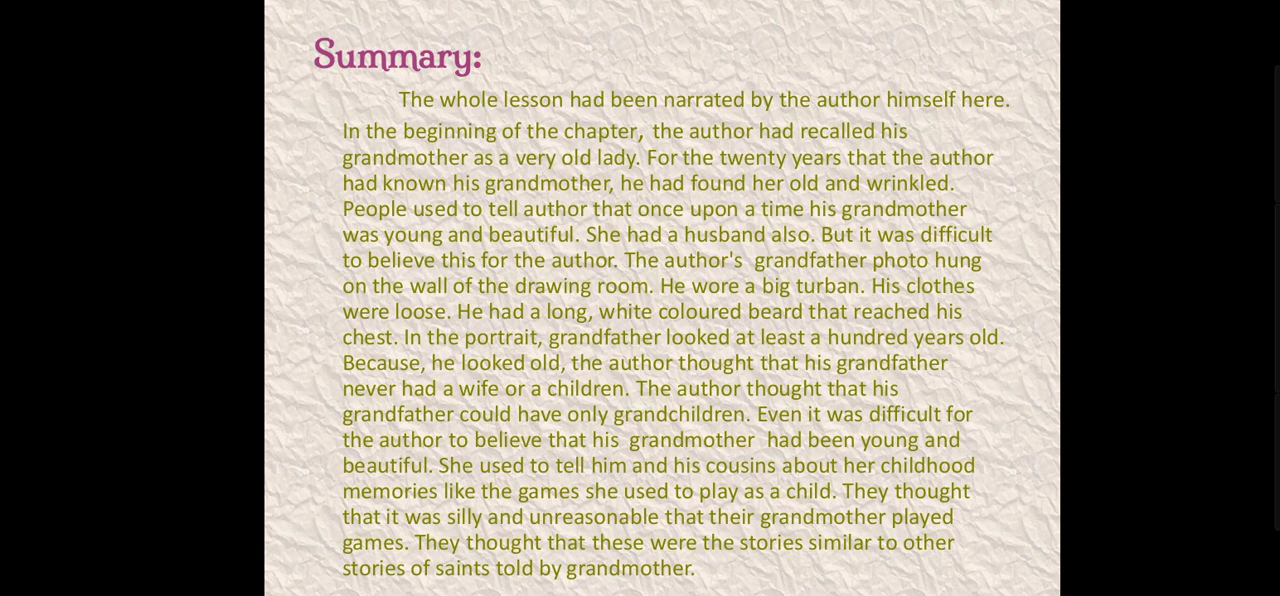 Summary:
The whole lesson had been narrated by the author himself here.
In the beginning of the chapter, the author had recalled his
grandmother as a very old lady. For the twenty years that the author
had known his grandmother, he had found her old and wrinkled.
People used to tell author that once upon a time his grandmother
was young and beautiful. She had a husband also. But it was difficult
to believe this for the author. The author's  grandfather photo hung
on the wall of the drawing room. He wore a big turban. His clothes
were loose. He had a long, white coloured beard that reached his
chest. In the portrait, grandfather looked at least a hundred years old.
Because, he looked old, the author thought that his grandfather
never had a wife or a children. The author thought that his
grandfather could have only grandchildren. Even it was difficult for
the author to believe that his  grandmother  had been young and
beautiful. She used to tell him and his cousins about her childhood
memories like the games she used to play as a child. They thought
that it was silly and unreasonable that their grandmother played
games. They thought that these were the stories similar to other
stories of saints told by grandmother.